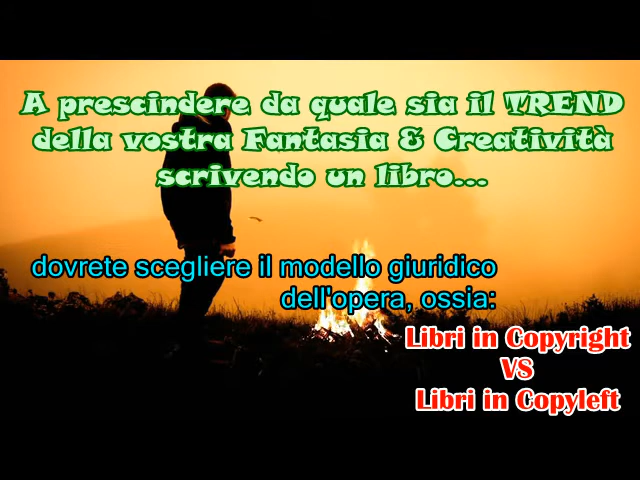 A prescindere da quale sia il TREND
della vostra Fantasia & Creatività
scrivendo un libro...
dovrete scegliere il modello giuridico
dell'opera, ossia:
Libri in Copyright
VS
Libri in Copyleft